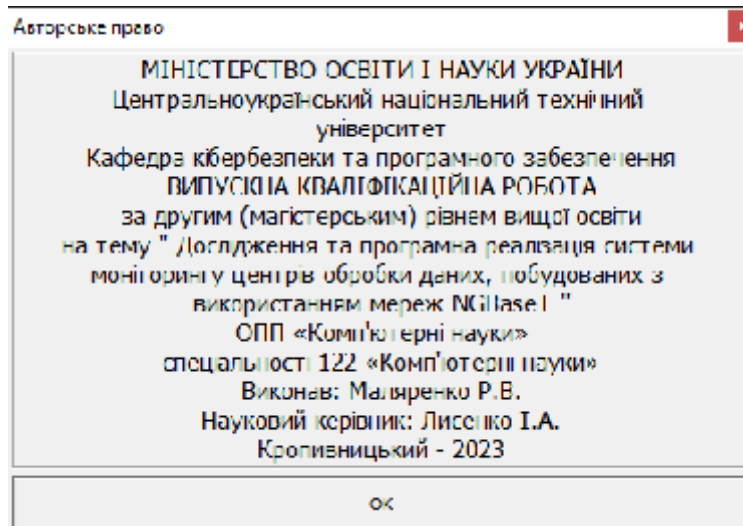 Авторське право
МІНІСТЕРСТВО ОСВІТИ І НАУКИ УКРАЇНИ
Центральноукраїнський національний технічний
університет
Кафедра кібербезпеки та програмного забезпечення
ВИПУСКНА КВАЛІФІКАЦІЙНА РОБОТА
за другим (магістерським) рівнем вищої освіти
на тему " Дослідження та програмна реалізація системи
моніторингу центрів обробки даних, побудованих з
використанням мереж NGBaseT "
ОПП «Комп'ютерні науки»
спеціальності 122 «Комп'ютерні науки»
Виконав: Маляренко Р.В.
Науковий керівник: Лисенко І.А.
Кропивницький - 2023
ОК